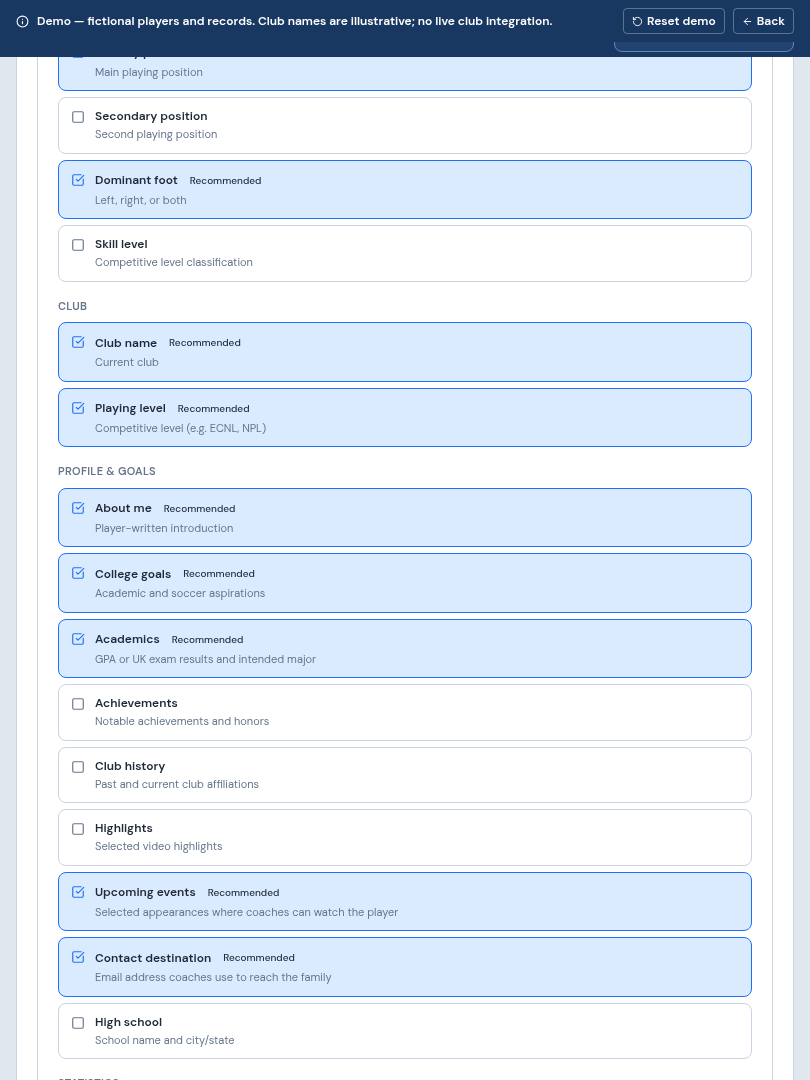 Demo — fictional players and records. Club names are illustrative; no live club integration.
Reset demo
Back
Main playing position
Secondary position
Second playing position
Dominant foot Recommended
Left, right, or both
Skill level
Competitive level classification
CLUB
Club name Recommended
Current club
Playing level Recommended
Competitive level (e.g. ECNL, NPL)
PROFILE & GOALS
About me Recommended
Player-written introduction
College goals Recommended
Academic and soccer aspirations
Academics Recommended
GPA or UK exam results and intended major
Achievements
Notable achievements and honors
Club history
Past and current club affiliations
Highlights
Selected video highlights
Upcoming events Recommended
Selected appearances where coaches can watch the player
Contact destination Recommended
Email address coaches use to reach the family
High school
School name and city/state